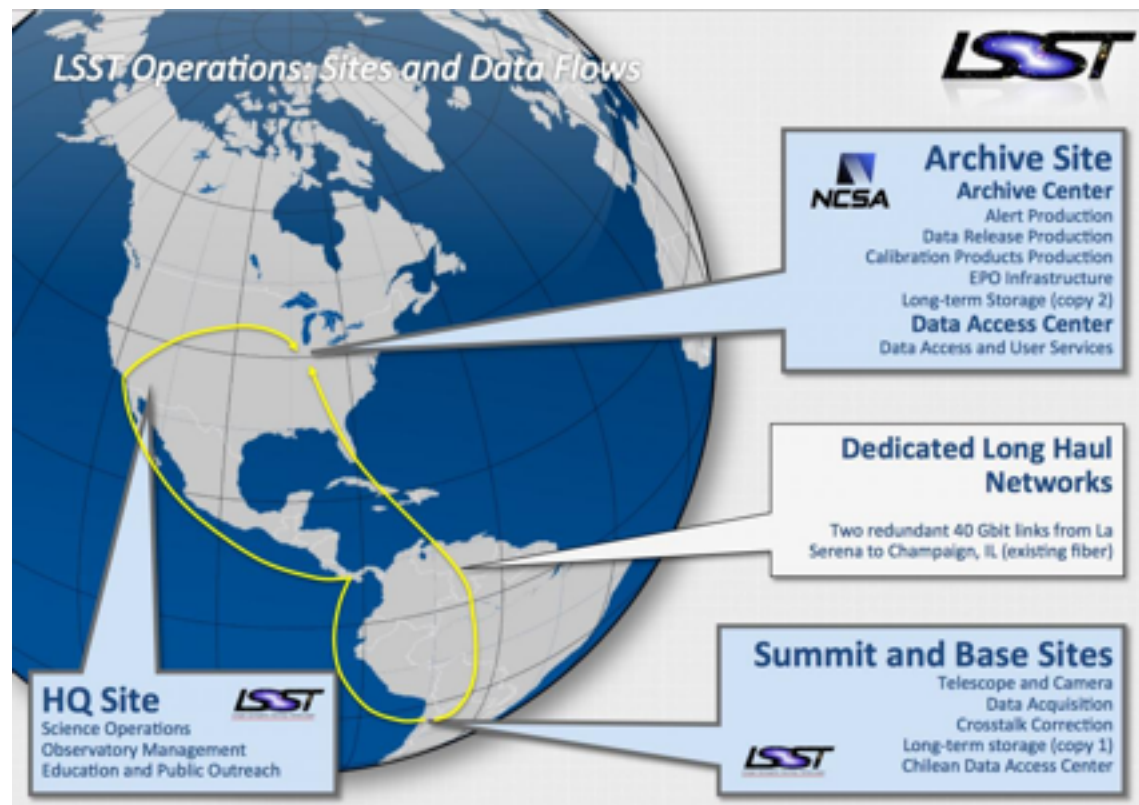 LSST Operations: Sites and Data Flows
LSST
NCSA
Archive Site
Archive Center
Alert Production
Data Release Production
Calibration Products Production
EPO Infrastructure
Long-term Storage (copy 2)
Data Access Center
Data Access and User Services
Dedicated Long Haul
Networks
Two redundant 40 Gbit links from La
Serena to Champaign, IL (existing fiber)
Summit and Base Sites
Telescope and Camera
Data Acquisition
Crosstalk Correction
Long-term storage (copy 1)
Chilean Data Access Center
LSST
HQ Site
LSST
Science Operations
Observatory Management
Education and Public Outreach